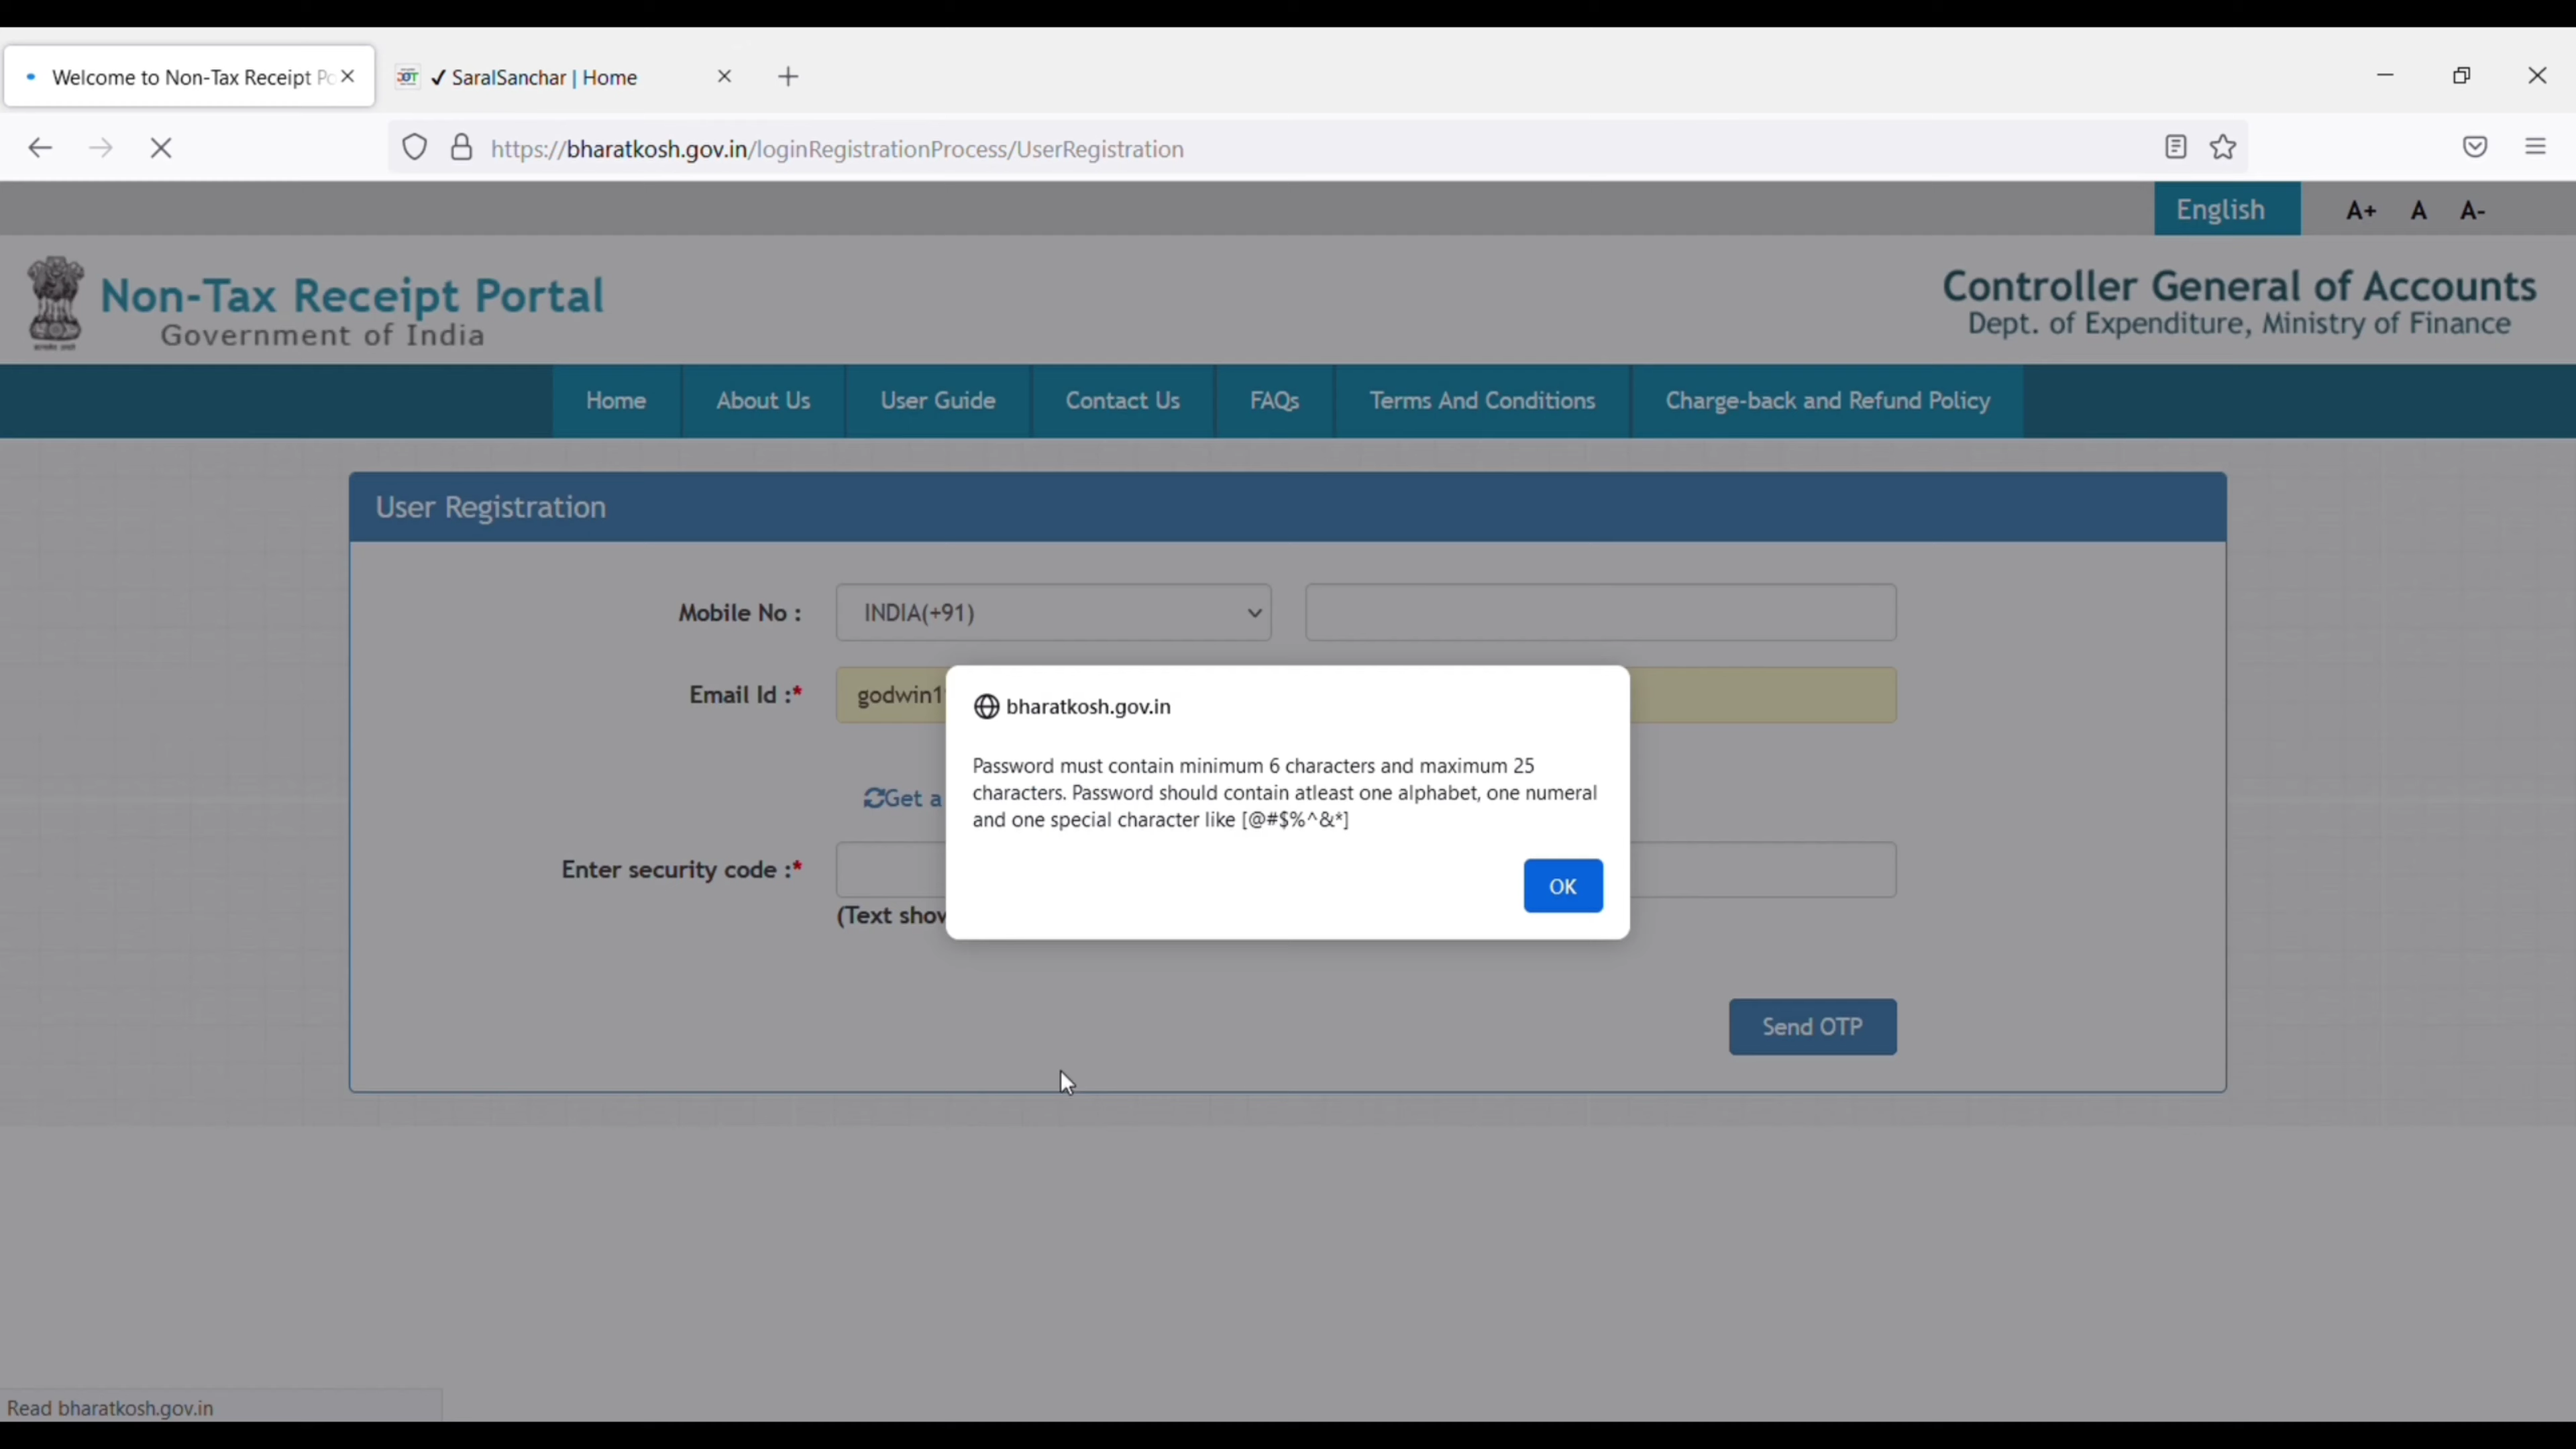 Welcome to Non-Tax Receipt
✓ SaralSanchar | Home
https://bharatkosh.gov.in/loginRegistrationProcess/UserRegistration
English A+ A A-
Non-Tax Receipt Portal
Government of India
Controller General of Accounts
Dept. of Expenditure, Ministry of Finance
Home About Us User Guide Contact Us FAQs Terms And Conditions Charge-back and Refund Policy
User Registration
Mobile No : INDIA(+91)
Email Id :* godwin1
bharatkosh.gov.in
Password must contain minimum 6 characters and maximum 25
characters. Password should contain atleast one alphabet, one numeral
and one special character like [@#$%^&*]
OK
Get a
Enter security code :*
(Text show
Send OTP
Read bharatkosh.gov.in